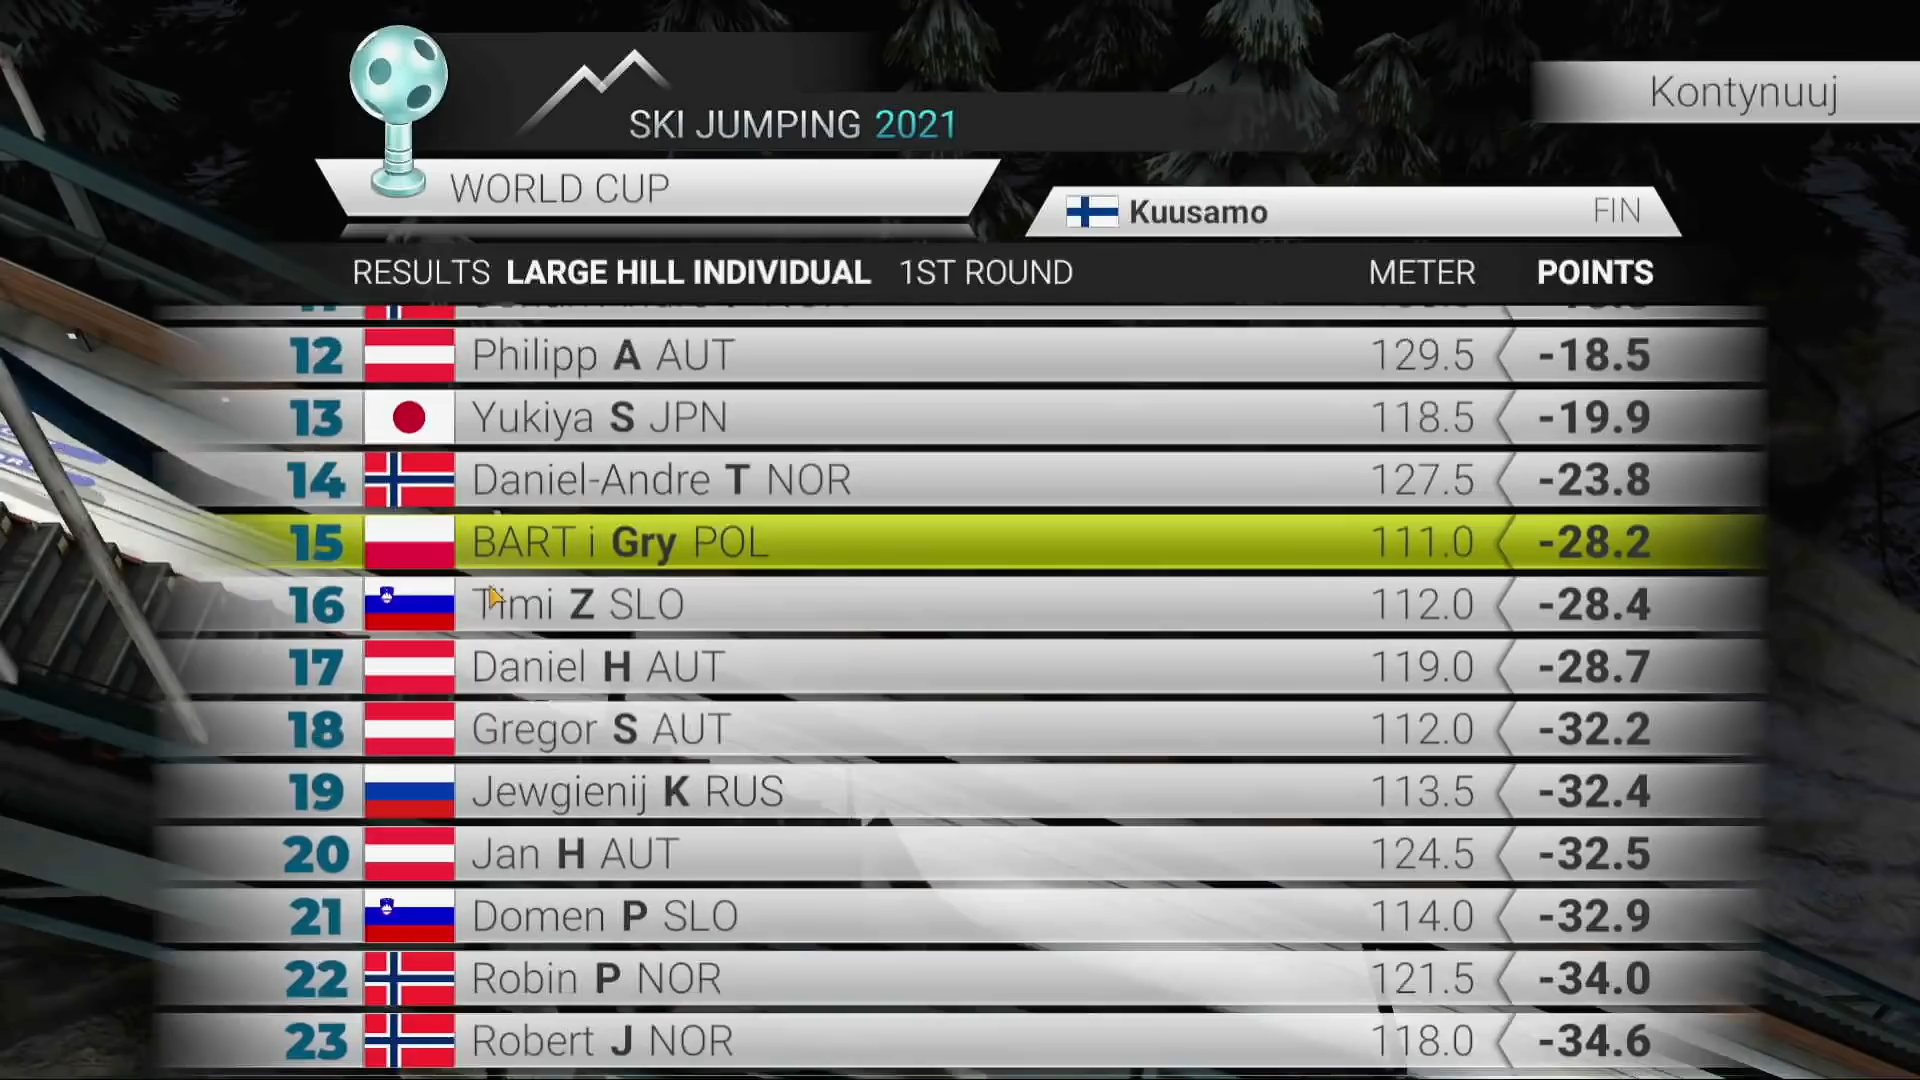 SKI JUMPING 2021
Kontynuuj
WORLD CUP
Kuusamo FIN
RESULTS LARGE HILL INDIVIDUAL 1ST ROUND METER POINTS
12 Philipp A AUT 129.5 -18.5
13 Yukiya S JPN 118.5 -19.9
14 Daniel-Andre T NOR 127.5 -23.8
15 BART i Gry POL 111.0 -28.2
16 Timi Z SLO 112.0 -28.4
17 Daniel H AUT 119.0 -28.7
18 Gregor S AUT 112.0 -32.2
19 Jewgienij K RUS 113.5 -32.4
20 Jan H AUT 124.5 -32.5
21 Domen P SLO 114.0 -32.9
22 Robin P NOR 121.5 -34.0
23 Robert J NOR 118.0 -34.6